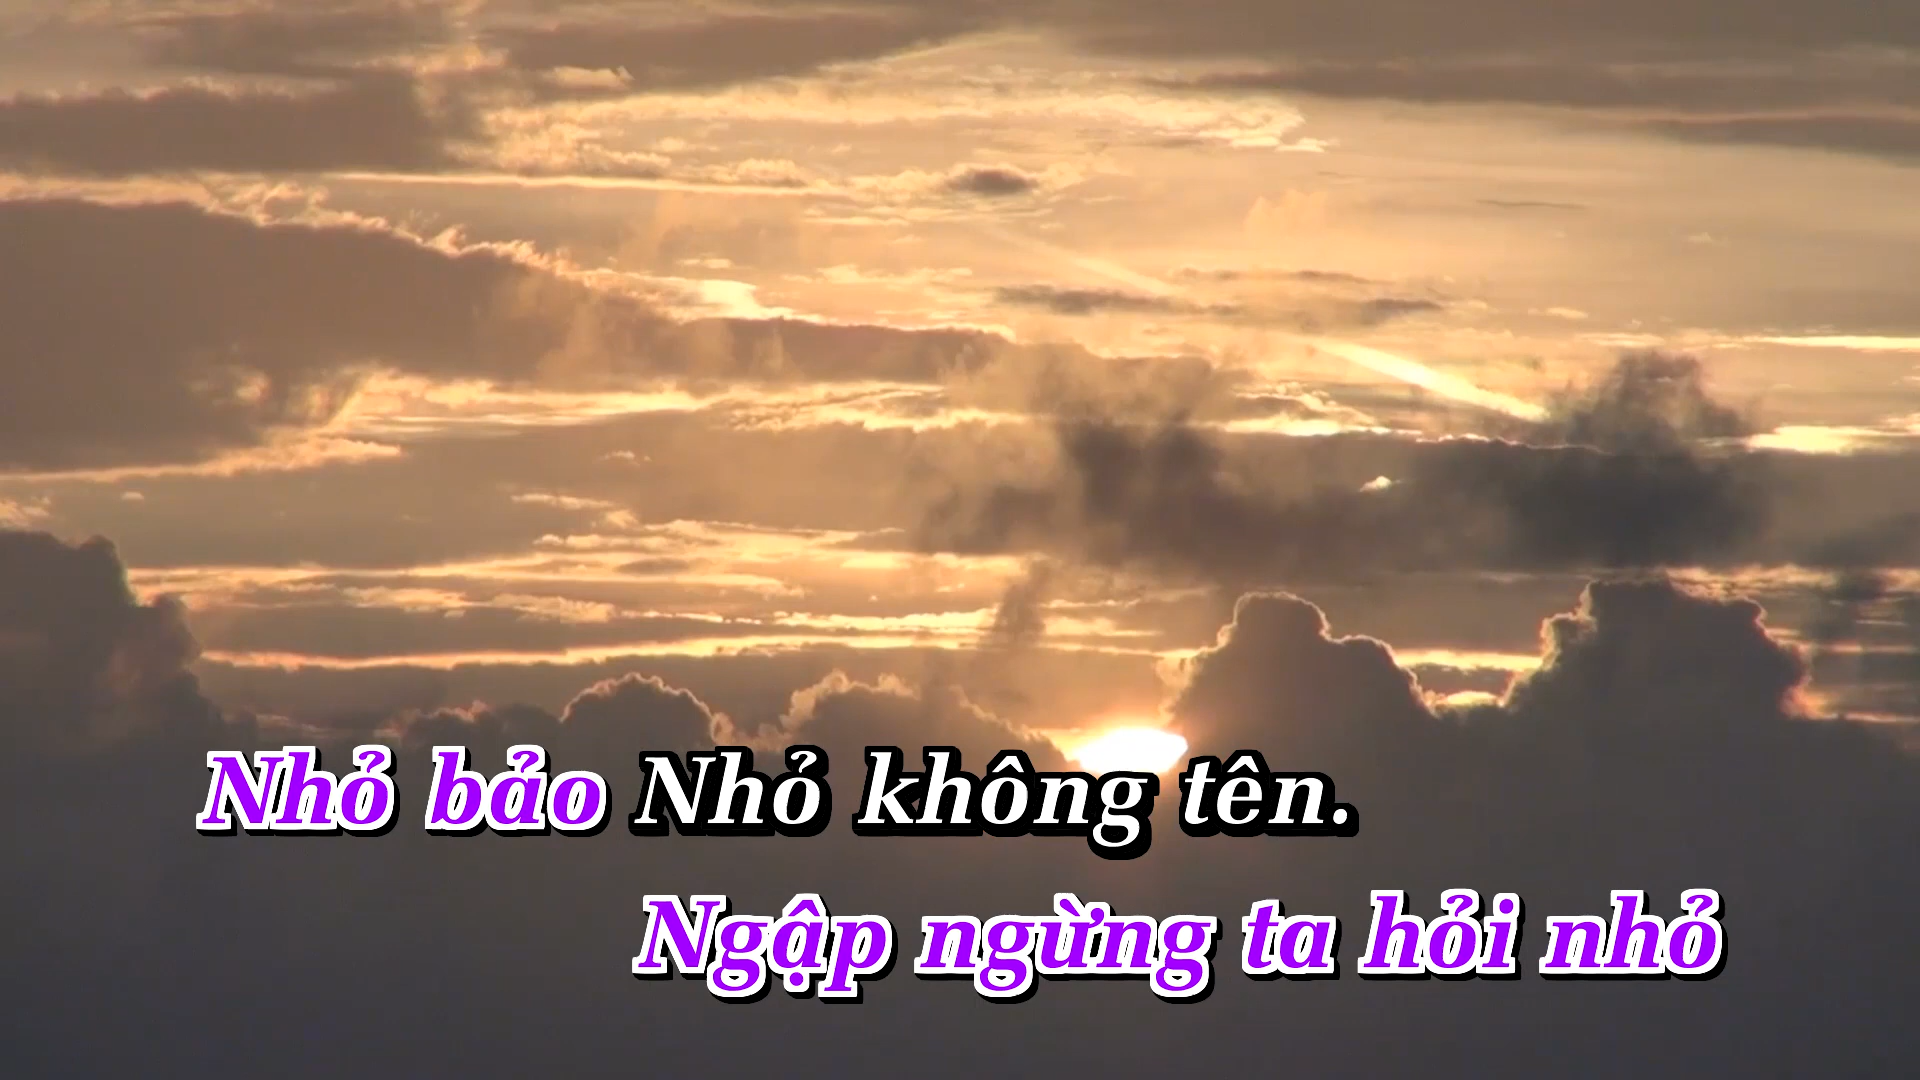 Nhỏ bảo Nhỏ không tên.
Ngập ngừng ta hỏi nhỏ